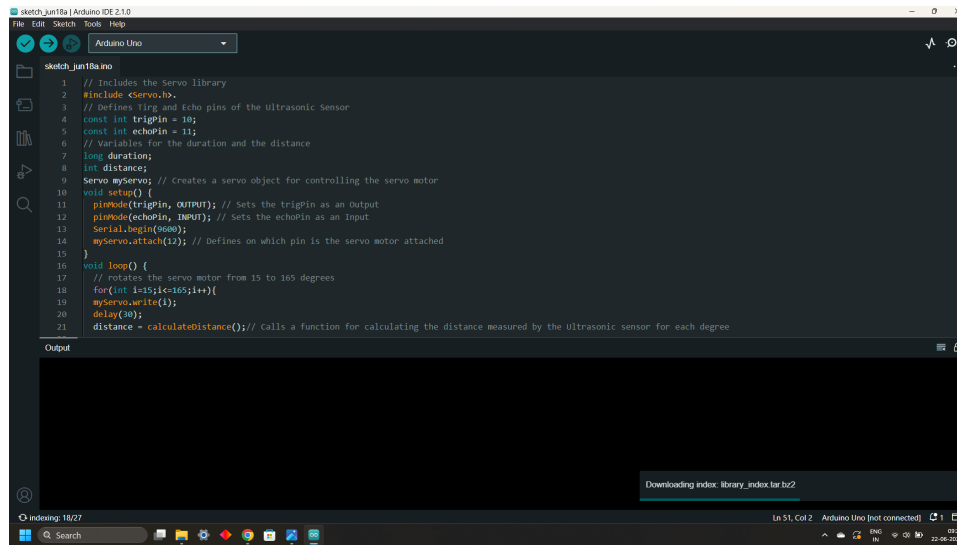 sketch_jun18a | Arduino IDE 2.1.0
File Edit Sketch Tools Help
Arduino Uno
sketch_jun18a.ino
1 // Includes the Servo library
2 #include <Servo.h>.
3 // Defines Tirg and Echo pins of the Ultrasonic Sensor
4 const int trigPin = 10;
5 const int echoPin = 11;
6 // Variables for the duration and the distance
7 long duration;
8 int distance;
9 Servo myServo; // Creates a servo object for controlling the servo motor
10 void setup() {
11 pinMode(trigPin, OUTPUT); // Sets the trigPin as an Output
12 pinMode(echoPin, INPUT); // Sets the echoPin as an Input
13 Serial.begin(9600);
14 myServo.attach(12); // Defines on which pin is the servo motor attached
15 }
16 void loop() {
17 // rotates the servo motor from 15 to 165 degrees
18 for(int i=15;i<=165;i++){
19 myServo.write(i);
20 delay(30);
21 distance = calculateDistance();// Calls a function for calculating the distance measured by the Ultrasonic sensor for each degree
Output
Downloading index: library_index.tar.bz2
indexing: 18/27
Ln 51, Col 2 Arduino Uno [not connected] 1
Search
ENG
IN
22-06-20